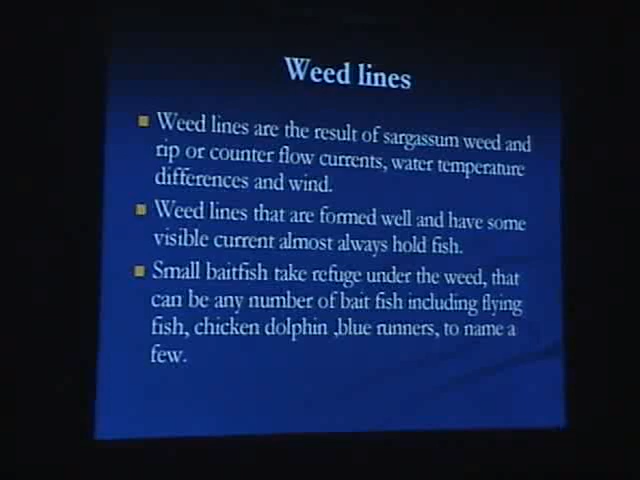 Weed lines
Weed lines are the result of sargassum weed and
rip or counter flow currents, water temperature
differences and wind.
Weed lines that are formed well and have some
visible current almost always hold fish.
Small baitfish take refuge under the weed, that
can be any number of bait fish including flying
fish, chicken dolphin ,blue runners, to name a
few.